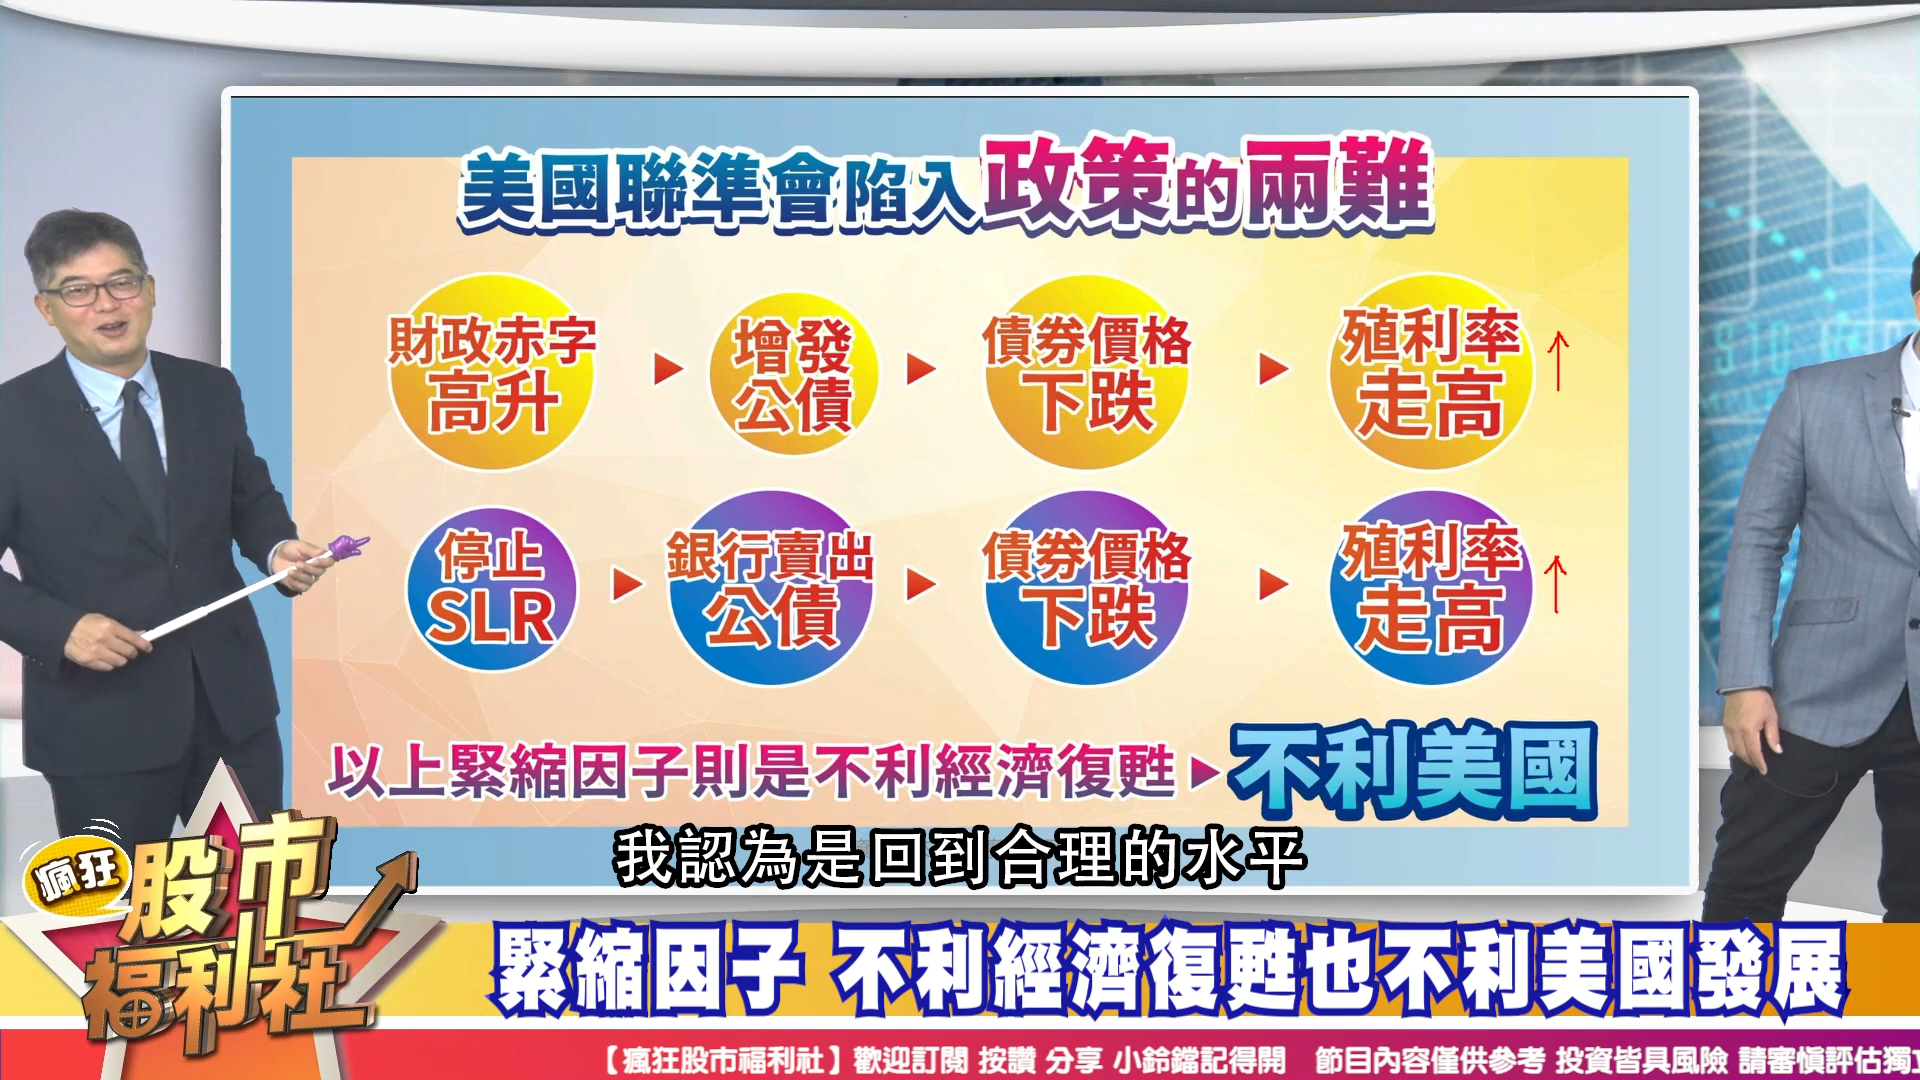 美國聯準會陷入政策的兩難
財政赤字
高升
增發
公債
債券價格
下跌
殖利率
走高
停止
SLR
銀行賣出
公債
債券價格
下跌
殖利率
走高
以上緊縮因子則是不利經濟復甦▶不利美國
我認為是回到合理的水平
瘋狂
股市
福利社
緊縮因子 不利經濟復甦也不利美國發展
【瘋狂股市福利社】歡迎訂閱 按讚 分享 小鈴鐺記得開 節目內容僅供參考 投資皆具風險 請審慎評估獨